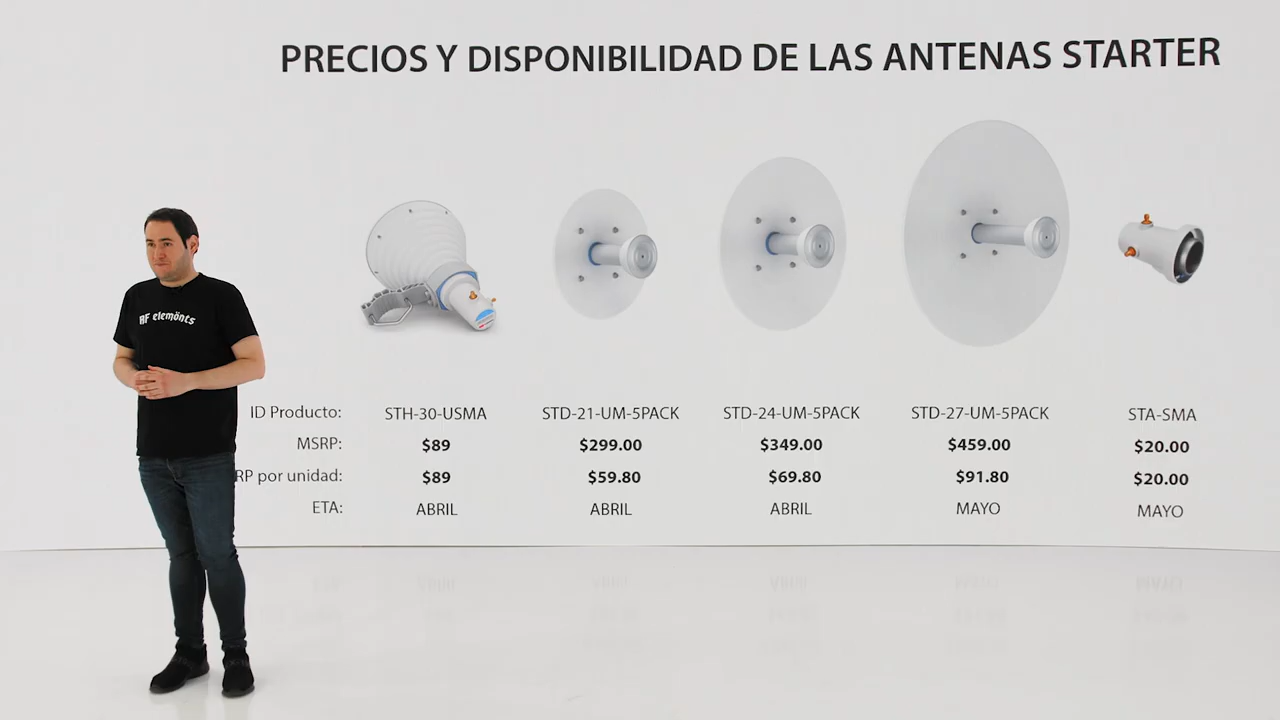 PRECIOS Y DISPONIBILIDAD DE LAS ANTENAS STARTER
RF elemönts
ID Producto: STH-30-USMA STD-21-UM-5PACK STD-24-UM-5PACK STD-27-UM-5PACK STA-SMA
MSRP: $89 $299.00 $349.00 $459.00 $20.00
RP por unidad: $89 $59.80 $69.80 $91.80 $20.00
ETA: ABRIL ABRIL ABRIL MAYO MAYO